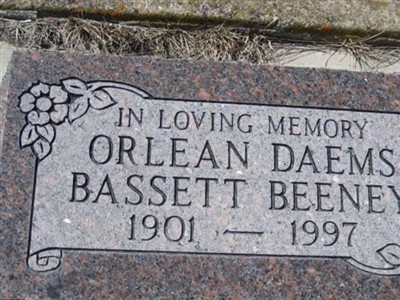 IN LOVING MEMORY
ORLEAN DAEMS
BASSETT BEENEY
1901 — 1997